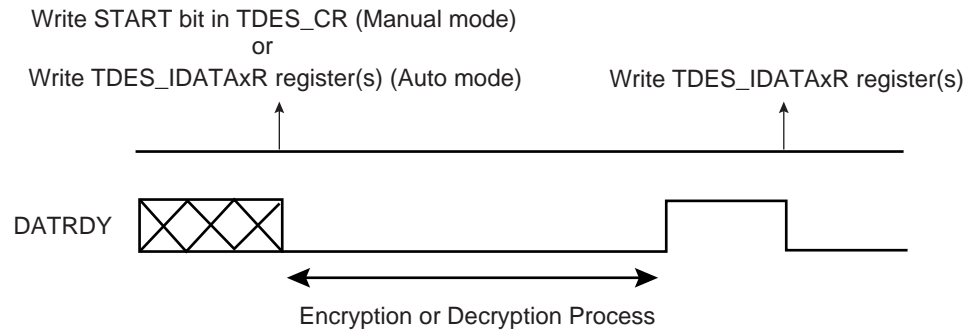 Write START bit in TDES_CR (Manual mode)
or
Write TDES_IDATAxR register(s) (Auto mode)
Write TDES_IDATAxR register(s)
DATRDY
Encryption or Decryption Process